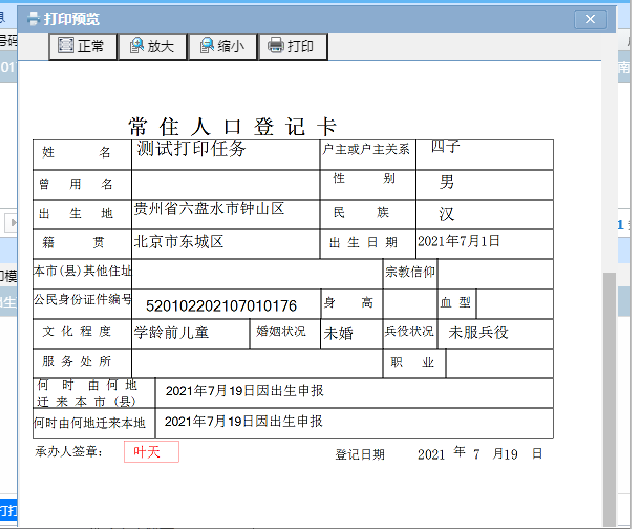 打印预览
正常 放大 缩小 打印
常住人口登记卡
姓 名 测试打印任务 户主或户主关系 四子
曾用名 性别 男
出生地 贵州省六盘水市钟山区 民族 汉
籍贯 北京市东城区 出生日期 2021年7月1日
本市(县)其他住址 宗教信仰
公民身份证件编号 520102202107010176 身高 血型
文化程度 学龄前儿童 婚姻状况 未婚 兵役状况 未服兵役
服务处所 职业
何时由何地
迁来本市(县) 2021年7月19日因出生申报
何时由何地迁来本地 2021年7月19日因出生申报
承办人签章: 叶天 登记日期 2021 年 7 月19 日